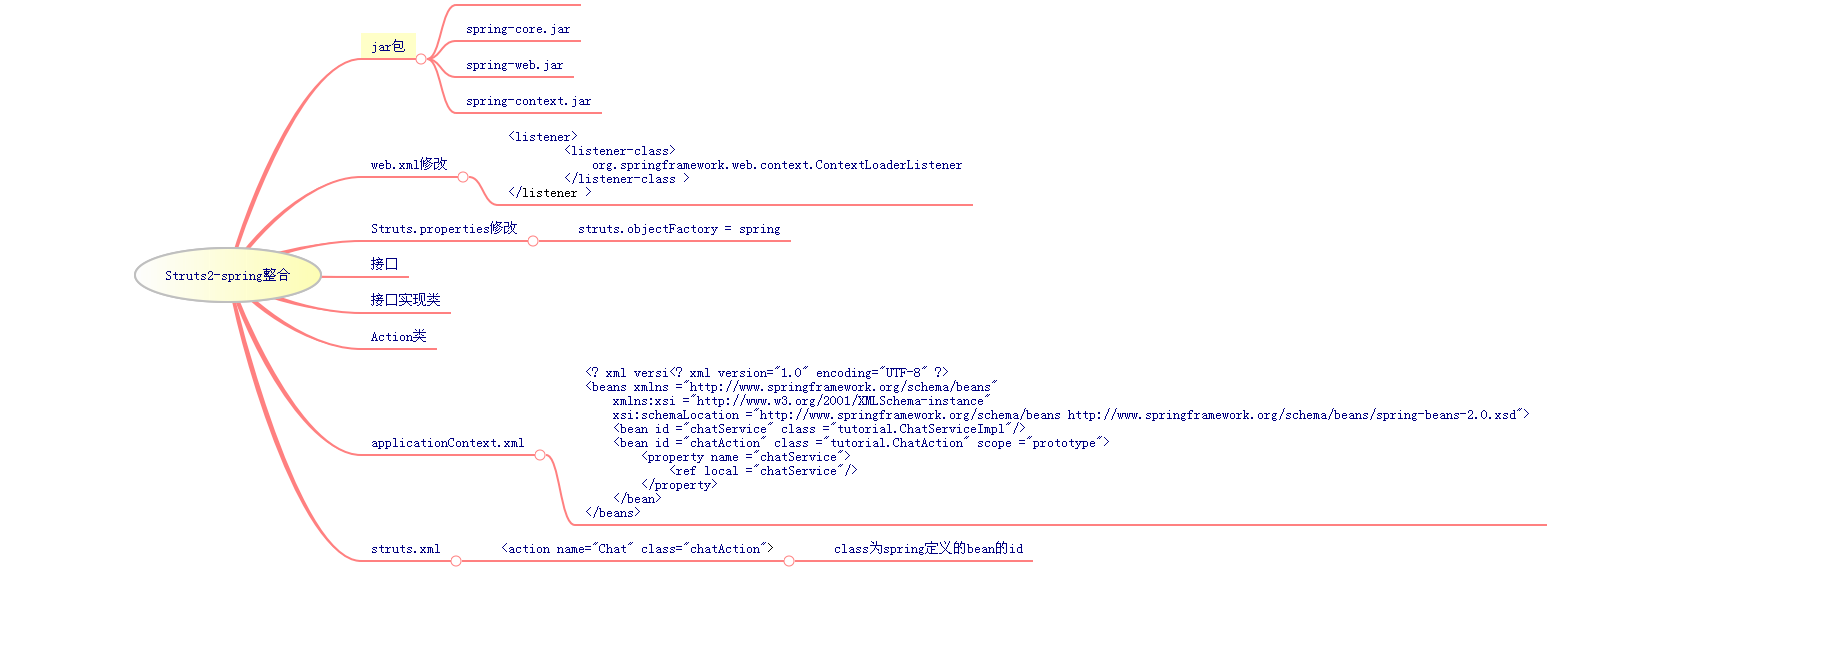 jar包
spring-core.jar
spring-web.jar
spring-context.jar
web.xml修改
<listener>
<listener-class>
org.springframework.web.context.ContextLoaderListener
</listener-class >
</listener >
Struts.properties修改
struts.objectFactory = spring
Struts2-spring整合
接口
接口实现类
Action类
applicationContext.xml
<? xml versi<? xml version="1.0" encoding="UTF-8" ?>
<beans xmlns ="http://www.springframework.org/schema/beans"
xmlns:xsi ="http://www.w3.org/2001/XMLSchema-instance"
xsi:schemaLocation ="http://www.springframework.org/schema/beans http://www.springframework.org/schema/beans/spring-beans-2.0.xsd">
<bean id ="chatService" class ="tutorial.ChatServiceImpl"/>
<bean id ="chatAction" class ="tutorial.ChatAction" scope ="prototype">
<property name ="chatService">
<ref local ="chatService"/>
</property>
</bean>
</beans>
struts.xml
<action name="Chat" class="chatAction">
class为spring定义的bean的id